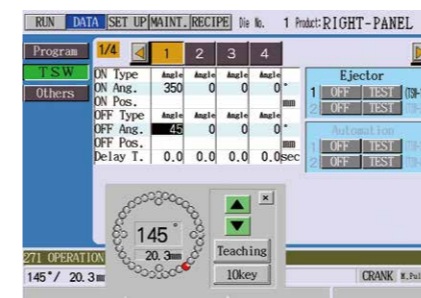 RUN DATA SET UP MAINT. RECIPE Die No. 1 Product:RIGHT-PANEL
Program
TSW
Others
1/4 1 2 3 4
ON Type Angle Angle Angle Angle
ON Ang. 350 0 0 0 °
ON Pos. mm
OFF Type Angle Angle Angle Angle
OFF Ang. 45 0 0 0 °
OFF Pos. mm
Delay T. 0.0 0.0 0.0 0.0 sec
Ejector
1 OFF TEST
2 OFF TEST
Automation
1 OFF TEST
2 OFF TEST
145°
20.3mm
×
Teaching
10key
271 OPERATION
145°/ 20.3mm
CRANK